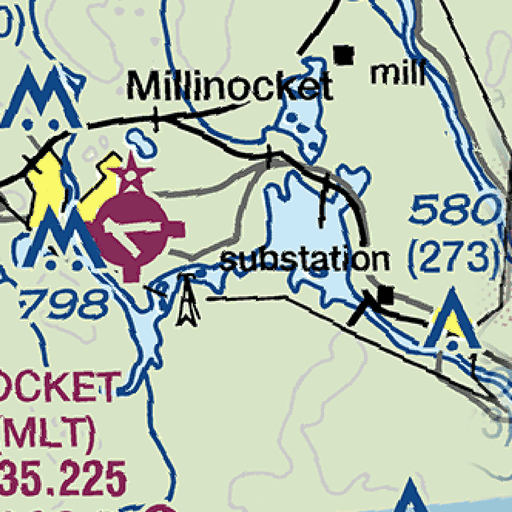 0)
Millinocket
mill
580
(273)
substation
798
OCKET
(MLT)
35.225